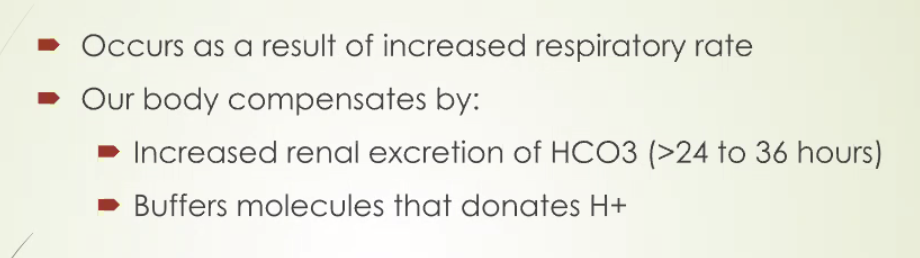 Occurs as a result of increased respiratory rate
Our body compensates by:
Increased renal excretion of HCO3 (>24 to 36 hours)
Buffers molecules that donates H+